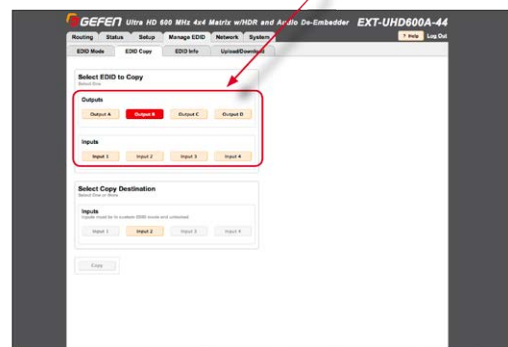 GEFEN Ultra HD 600 MHz 4x4 Matrix w/HDR and Audio De-Embedder EXT-UHD600A-44
Routing Status Setup Manage EDID Network System ? Help Log Out
EDID Mode EDID Copy EDID Info Upload/Download
Select EDID to Copy
Select One
Outputs
Output A Output B Output C Output D
Inputs
Input 1 Input 2 Input 3 Input 4
Select Copy Destination
Select One or More
Inputs
Inputs must be in custom EDID mode and unlocked.
Input 1 Input 2 Input 3 Input 4
Copy